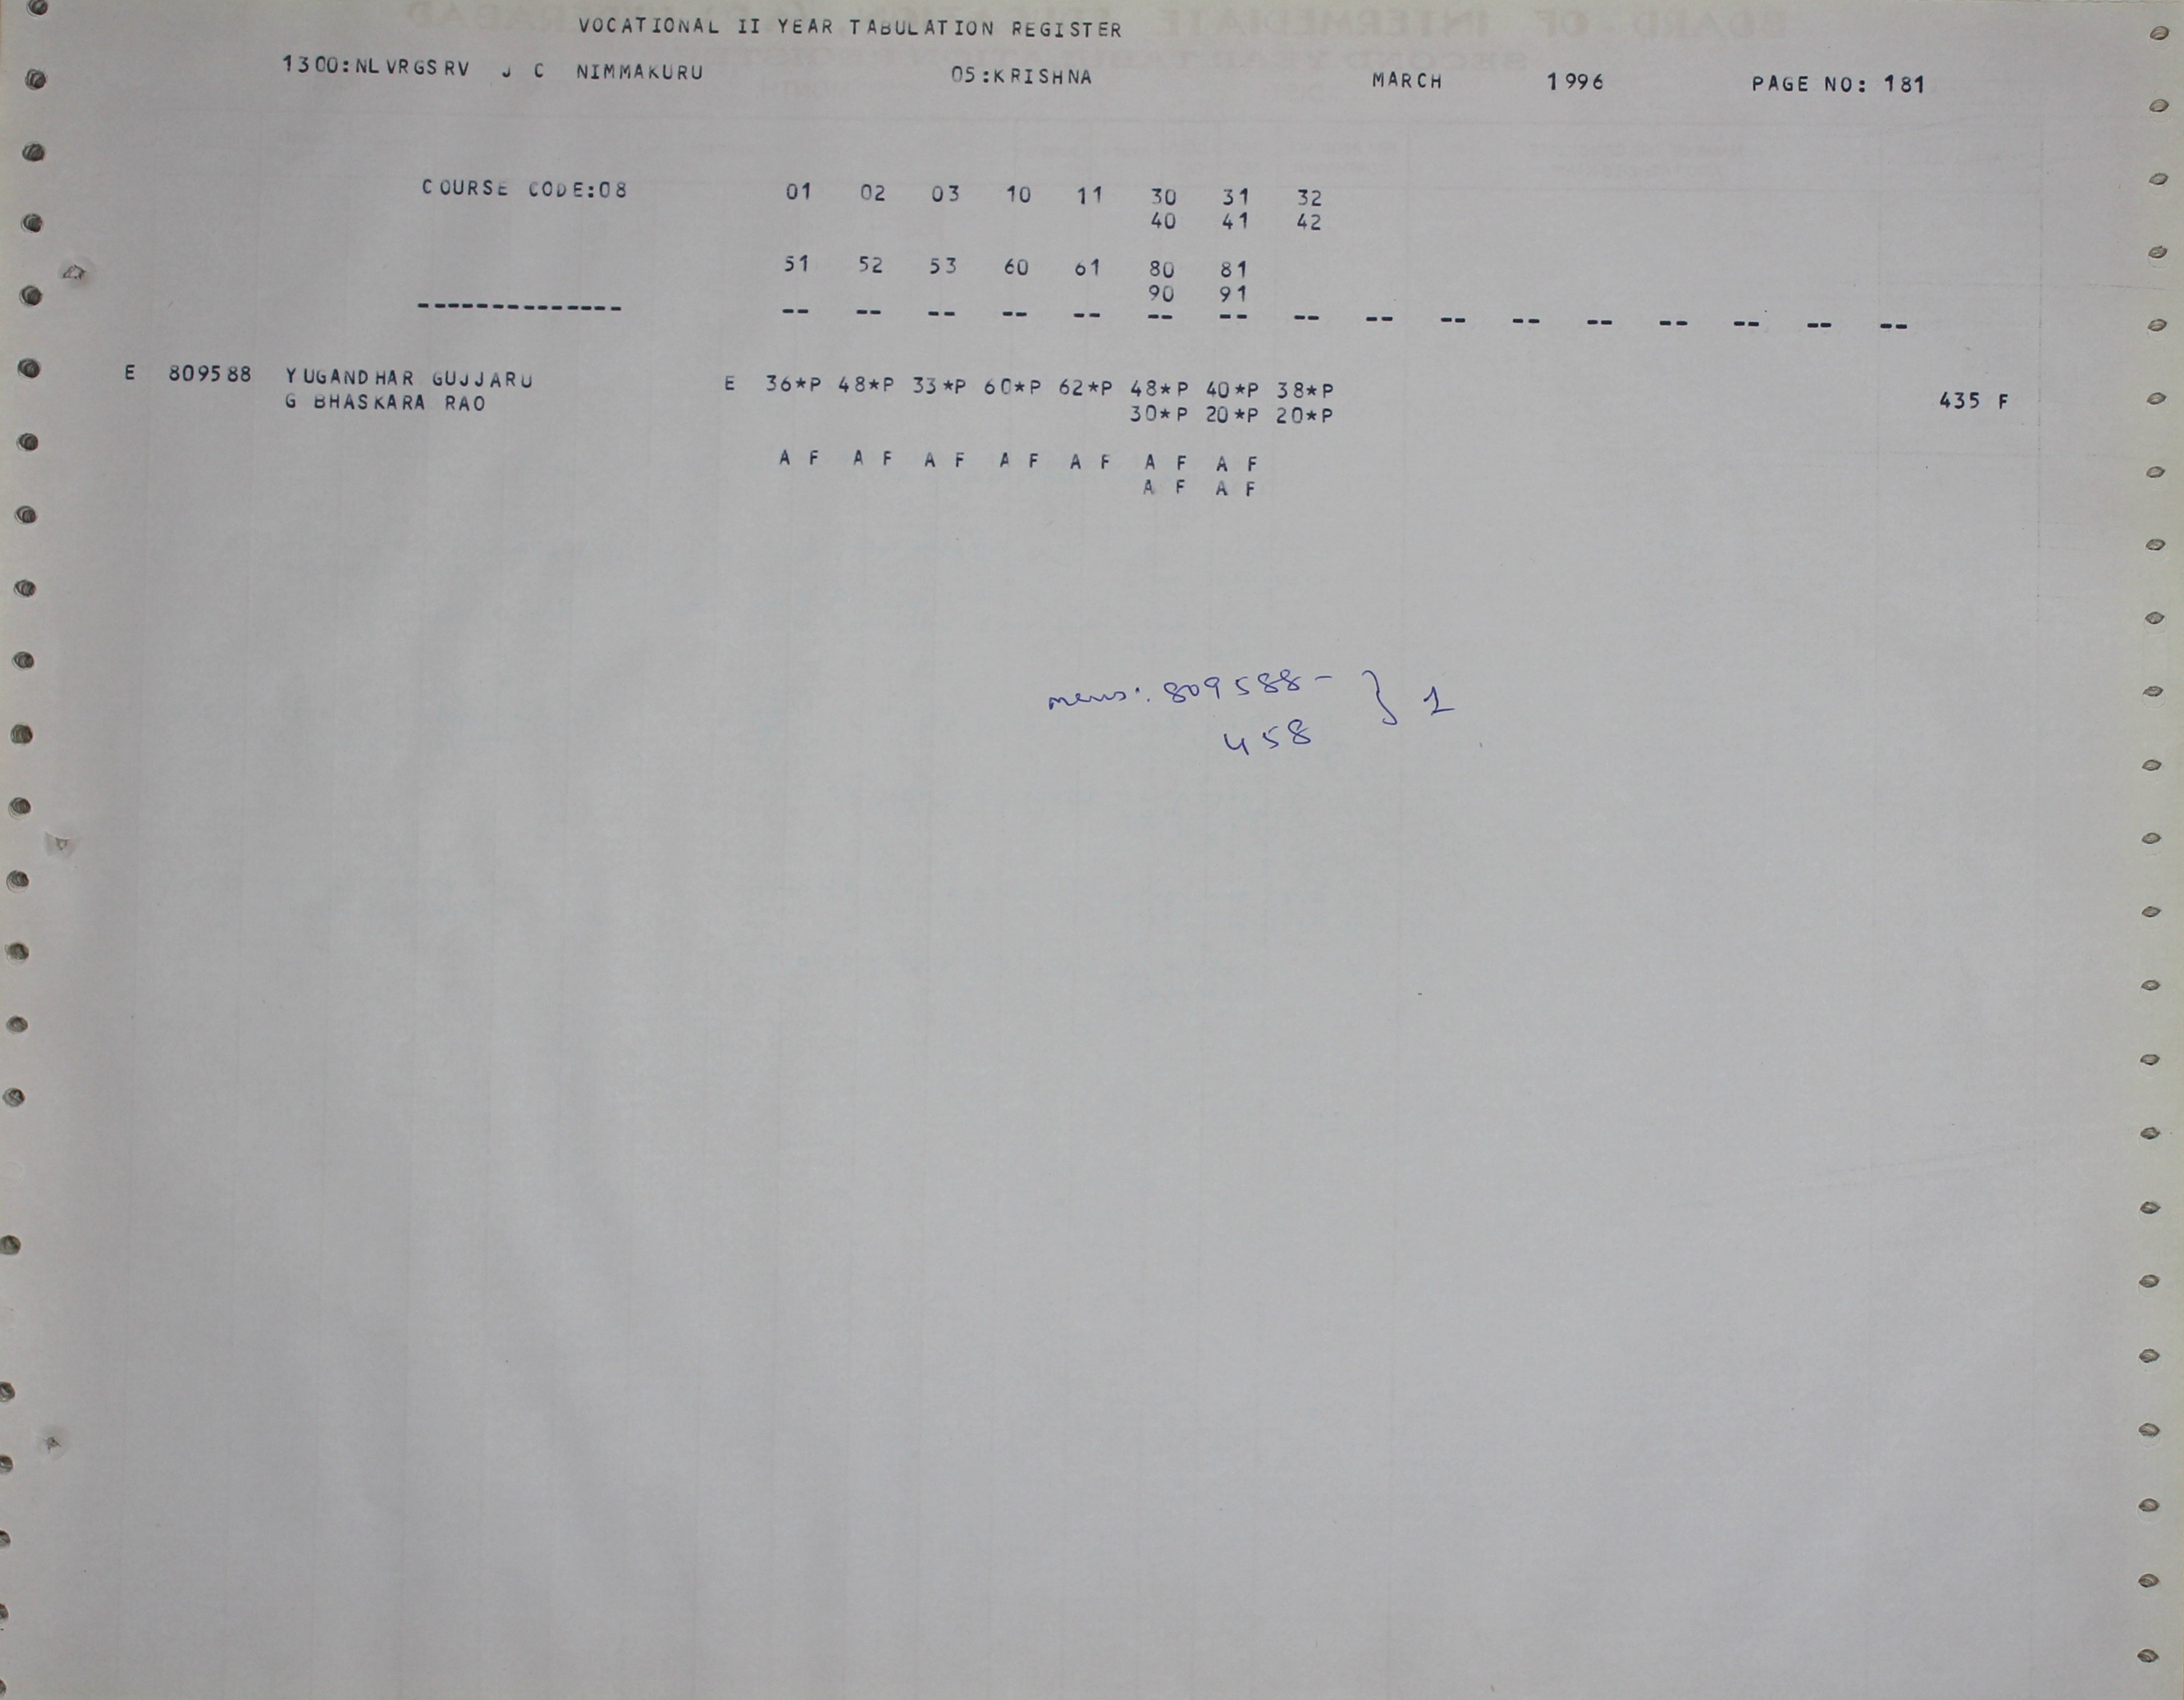 VOCATIONAL II YEAR TABULATION REGISTER
1300:NLVRGSRV J C NIMMAKURU 05:KRISHNA MARCH 1996 PAGE NO: 181
COURSE CODE:08 01 02 03 10 11 30 31 32
40 41 42
51 52 53 60 61 80 81
90 91
-------------- -- -- -- -- -- -- -- -- -- -- -- -- -- -- -- --
E 809588 YUGANDHAR GUJJARU E 36*P 48*P 33*P 60*P 62*P 48*P 40*P 38*P
G BHASKARA RAO 30*P 20*P 20*P 435 F
A F A F A F A F A F A F A F
A F A F
809588- } 1
458